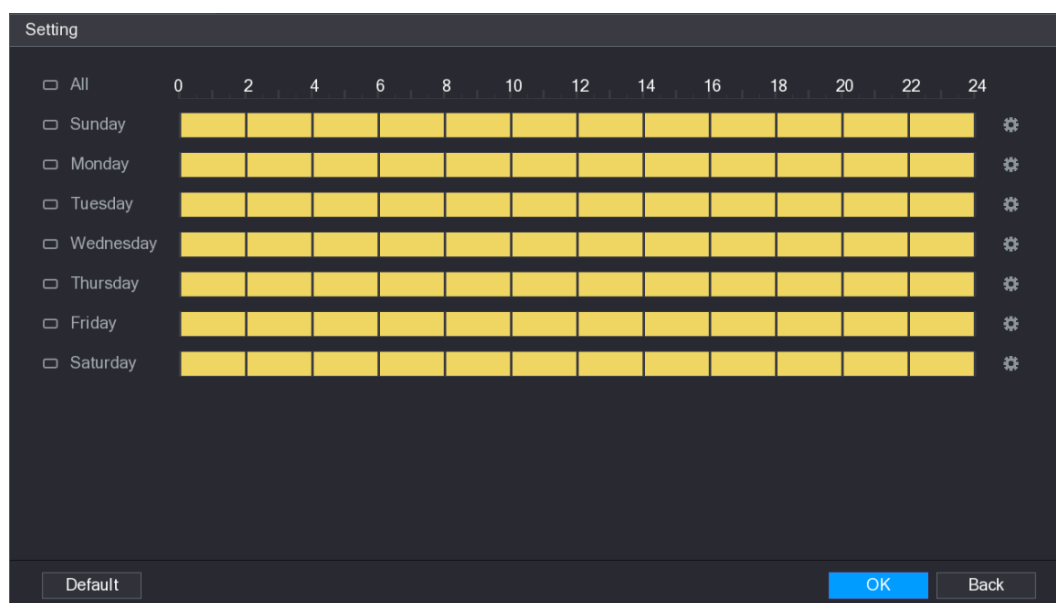 Setting
All 0 2 4 6 8 10 12 14 16 18 20 22 24
Sunday
Monday
Tuesday
Wednesday
Thursday
Friday
Saturday
Default OK Back